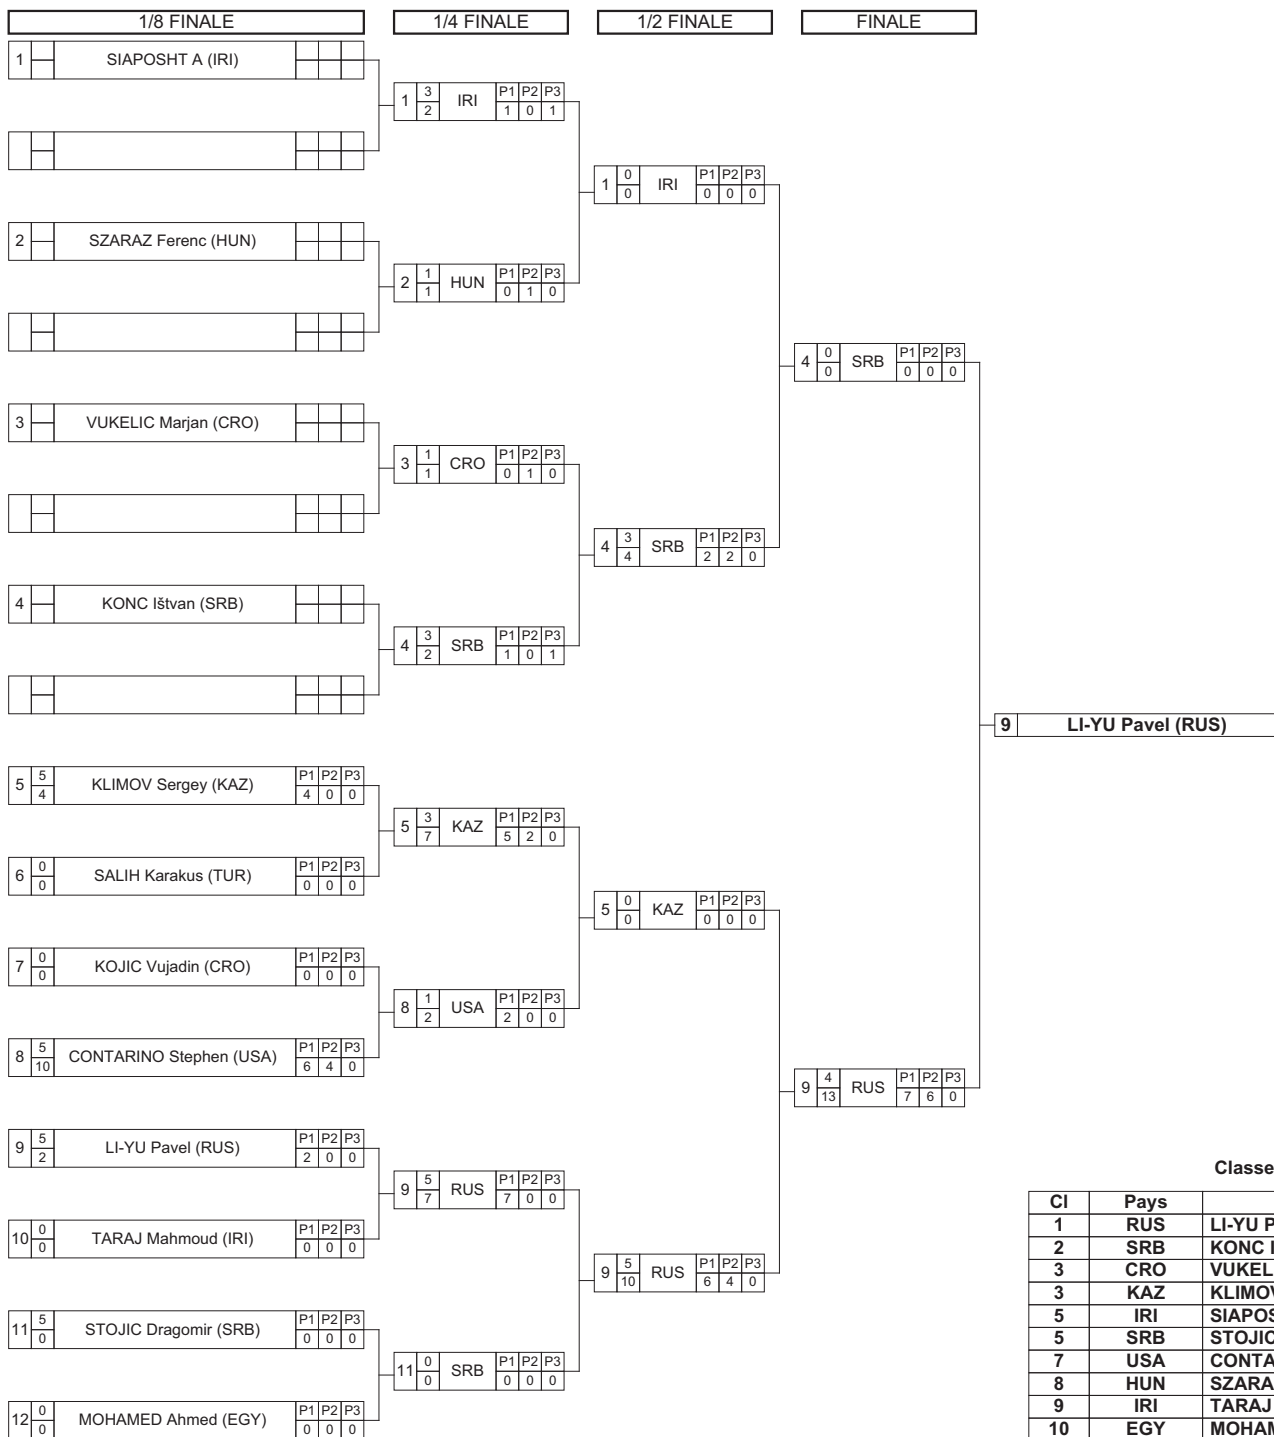 1/8 FINALE 1/4 FINALE 1/2 FINALE FINALE
1 SIAPOSHT A (IRI)
1 3 2 IRI P1 P2 P3 1 0 1
1 0 0 IRI P1 P2 P3 0 0 0
2 SZARAZ Ferenc (HUN)
2 1 1 HUN P1 P2 P3 0 1 0
4 0 0 SRB P1 P2 P3 0 0 0
3 VUKELIC Marjan (CRO)
3 1 1 CRO P1 P2 P3 0 1 0
4 3 4 SRB P1 P2 P3 2 2 0
4 KONC Ištvan (SRB)
4 3 2 SRB P1 P2 P3 1 0 1
9 LI-YU Pavel (RUS)
5 5 4 KLIMOV Sergey (KAZ) P1 P2 P3 4 0 0
5 3 7 KAZ P1 P2 P3 5 2 0
6 0 0 SALIH Karakus (TUR) P1 P2 P3 0 0 0
5 0 0 KAZ P1 P2 P3 0 0 0
7 0 0 KOJIC Vujadin (CRO) P1 P2 P3 0 0 0
8 1 2 USA P1 P2 P3 2 0 0
8 5 10 CONTARINO Stephen (USA) P1 P2 P3 6 4 0
9 4 13 RUS P1 P2 P3 7 6 0
9 5 2 LI-YU Pavel (RUS) P1 P2 P3 2 0 0
9 5 7 RUS P1 P2 P3 7 0 0
10 0 0 TARAJ Mahmoud (IRI) P1 P2 P3 0 0 0
9 5 10 RUS P1 P2 P3 6 4 0
11 5 0 STOJIC Dragomir (SRB) P1 P2 P3 0 0 0
11 0 0 SRB P1 P2 P3 0 0 0
12 0 0 MOHAMED Ahmed (EGY) P1 P2 P3 0 0 0
Classe
Cl Pays
1 RUS LI-YU P
2 SRB KONC
3 CRO VUKEL
3 KAZ KLIMOV
5 IRI SIAPOS
5 SRB STOJIC
7 USA CONTA
8 HUN SZARA
9 IRI TARAJ
10 EGY MOHAM